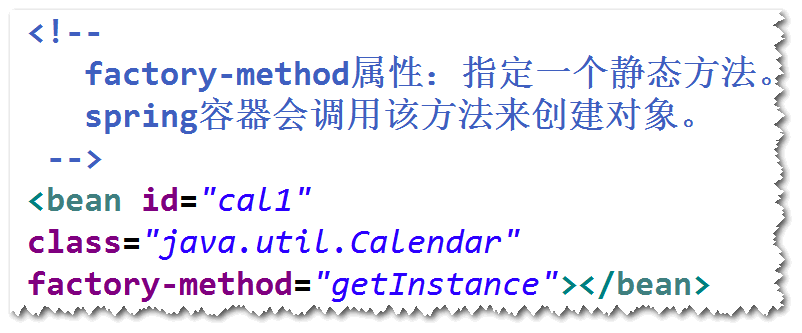 <!--
factory-method属性：指定一个静态方法。
spring容器会调用该方法来创建对象。
-->
<bean id="cal1"
class="java.util.Calendar"
factory-method="getInstance"></bean>